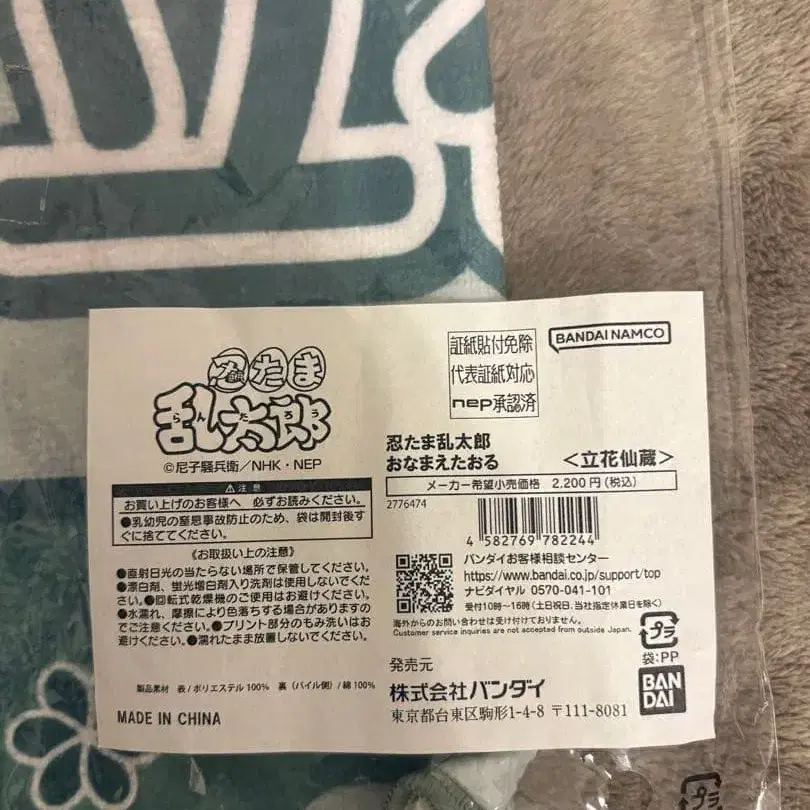 忍たま
乱太郎
らんたろう
©尼子騒兵衛/NHK・NEP
⚠注意
お買い上げのお客様へ 必ずお読みください。
●乳幼児の窒息事故防止のため、袋は開封後す
ぐに捨ててください。
《お取扱い上の注意》
●直射日光の当たらない場所で保管してください。
●漂白剤、蛍光増白剤入り洗剤は使用しないでくだ
さい。●回転式乾燥機のご使用はお避けください。
●水濡れ、摩擦により色落ちする場合がありますの
でご注意ください。●プリント部分のもみ洗いはお
避けください。●濡れたまま放置しないでください。
製品素材 表/ポリエステル100% 裏(パイル側)/綿100%
MADE IN CHINA
証紙貼付免除
代表証紙対応
nep承認済
BANDAI NAMCO
忍たま乱太郎
おなまえたおる <立花仙蔵>
メーカー希望小売価格 2,200円(税込)
2776474
4 582769 782244
バンダイお客様相談センター
https://www.bandai.co.jp/support/top
ナビダイヤル 0570-041-101
受付10時~16時(土日祝日、当社指定休業日を除く)
海外からのお問い合わせは受け付けておりません。
Customer service inquiries are not accepted from outside Japan.
プラ
袋:PP
発売元
株式会社バンダイ
東京都台東区駒形1-4-8 〒111-8081
BAN
DAI
プラ